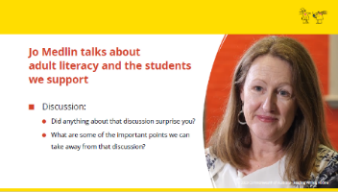 Jo Medlin talks about
adult literacy and the students
we support
Discussion:
Did anything about that discussion surprise you?
What are some of the important points we can
take away from that discussion?